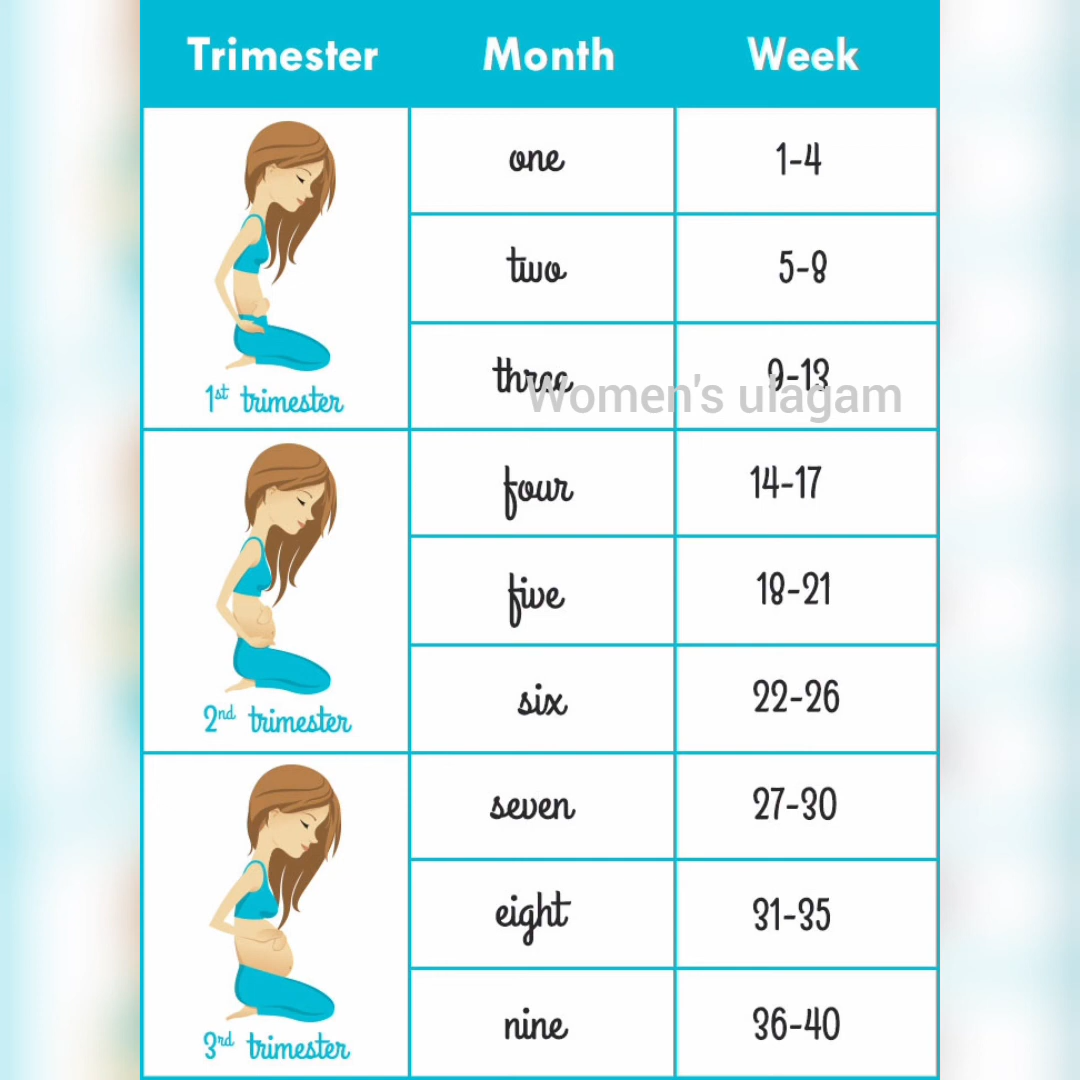 Trimester Month Week
one 1-4
two 5-8
three 9-13
Women's ulagam
1st trimester
four 14-17
five 18-21
six 22-26
2nd trimester
seven 27-30
eight 31-35
nine 36-40
3rd trimester